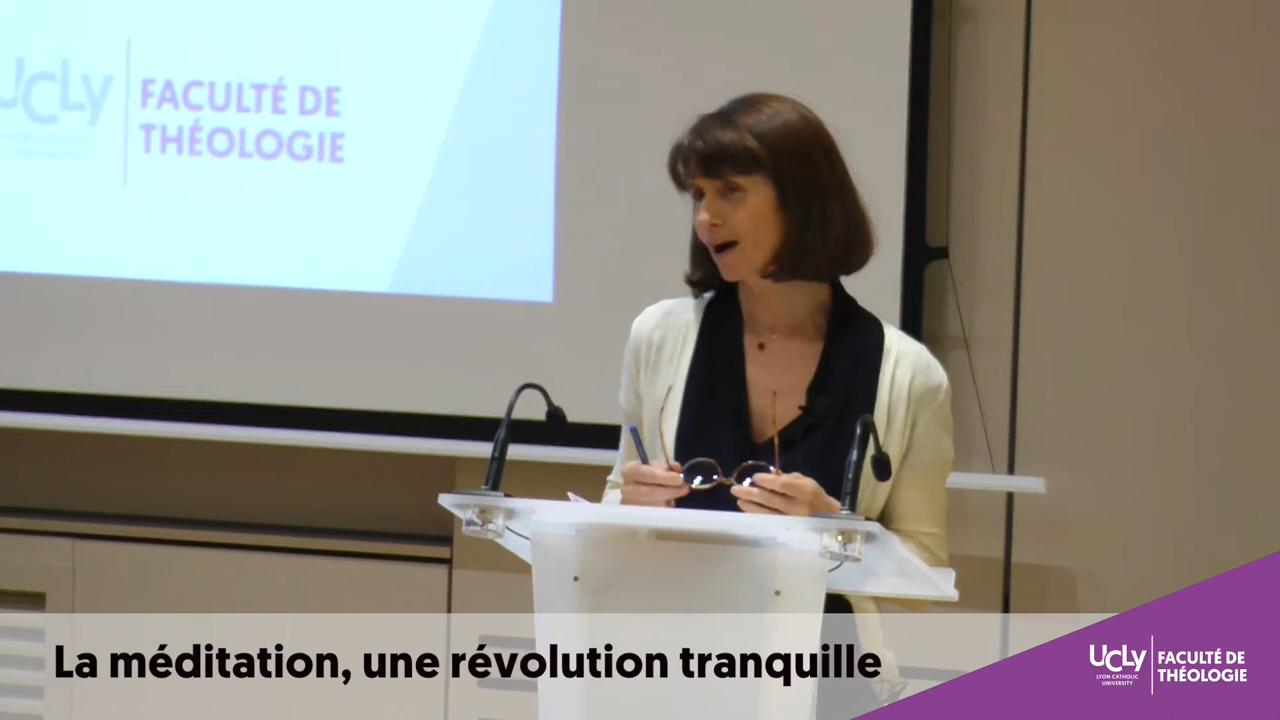 UCLy
FACULTÉ DE
THÉOLOGIE
La méditation, une révolution tranquille
UCLy
LYON CATHOLIC
UNIVERSITY
FACULTÉ DE
THÉOLOGIE